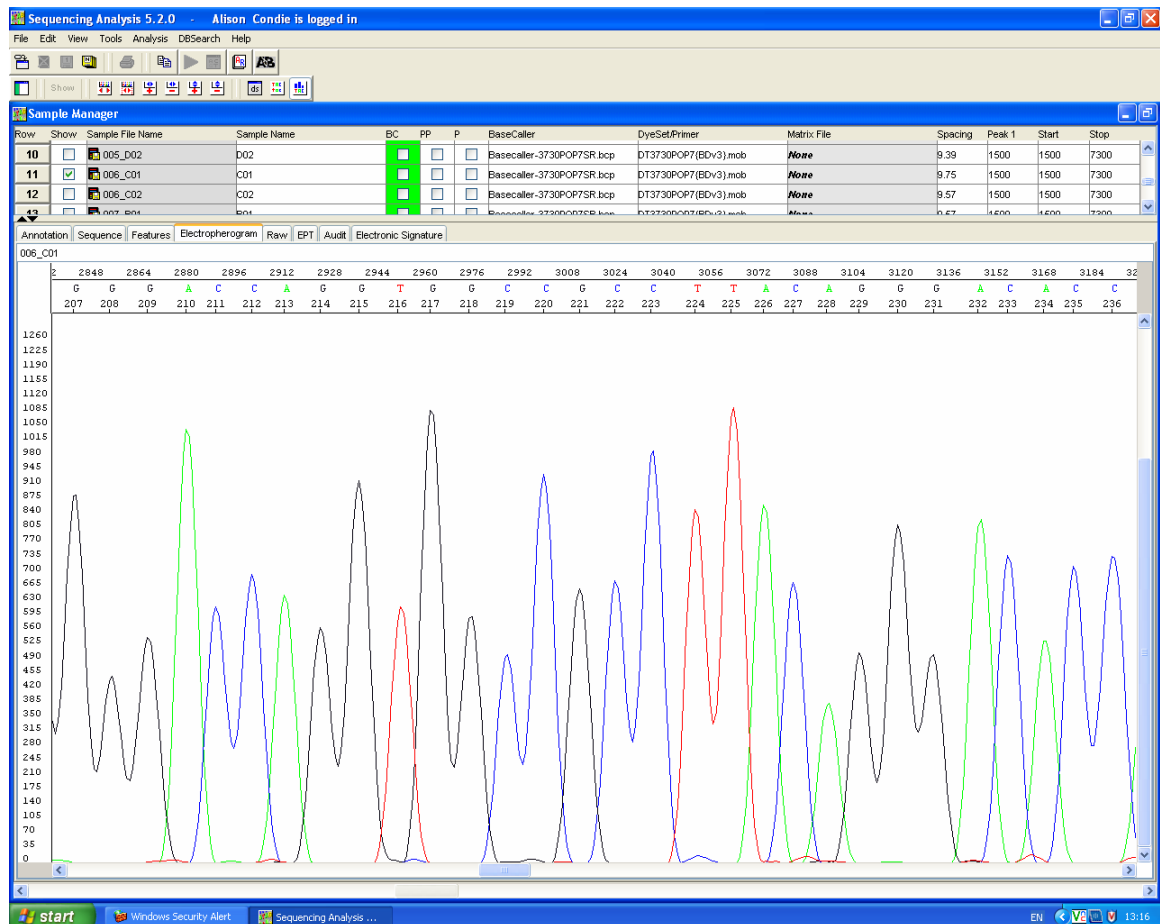 Sequencing Analysis 5.2.0 - Alison Condie is logged in
File Edit View Tools Analysis DBSearch Help
Show
Sample Manager
Row Show Sample File Name Sample Name BC PP P BaseCaller DyeSet/Primer Matrix File Spacing Peak 1 Start Stop
10 005_D02 D02 Basecaller-3730POP7SR.bcp DT3730POP7{BDv3}.mob None 9.39 1500 1500 7300
11 006_C01 C01 Basecaller-3730POP7SR.bcp DT3730POP7{BDv3}.mob None 9.75 1500 1500 7300
12 006_C02 C02 Basecaller-3730POP7SR.bcp DT3730POP7{BDv3}.mob None 9.57 1500 1500 7300
Annotation Sequence Features Electropherogram Raw EPT Audit Electronic Signature
006_C01
2848 2864 2880 2896 2912 2928 2944 2960 2976 2992 3008 3024 3040 3056 3072 3088 3104 3120 3136 3152 3168 3184 32
G G G A C C A G G T G G C C G C C T T A C A G G G A C A C C
207 208 209 210 211 212 213 214 215 216 217 218 219 220 221 222 223 224 225 226 227 228 229 230 231 232 233 234 235 236
1260
1225
1190
1155
1120
1085
1050
1015
980
945
910
875
840
805
770
735
700
665
630
595
560
525
490
455
420
385
350
315
280
245
210
175
140
105
70
35
0
start Windows Security Alert Sequencing Analysis ... EN 13:16